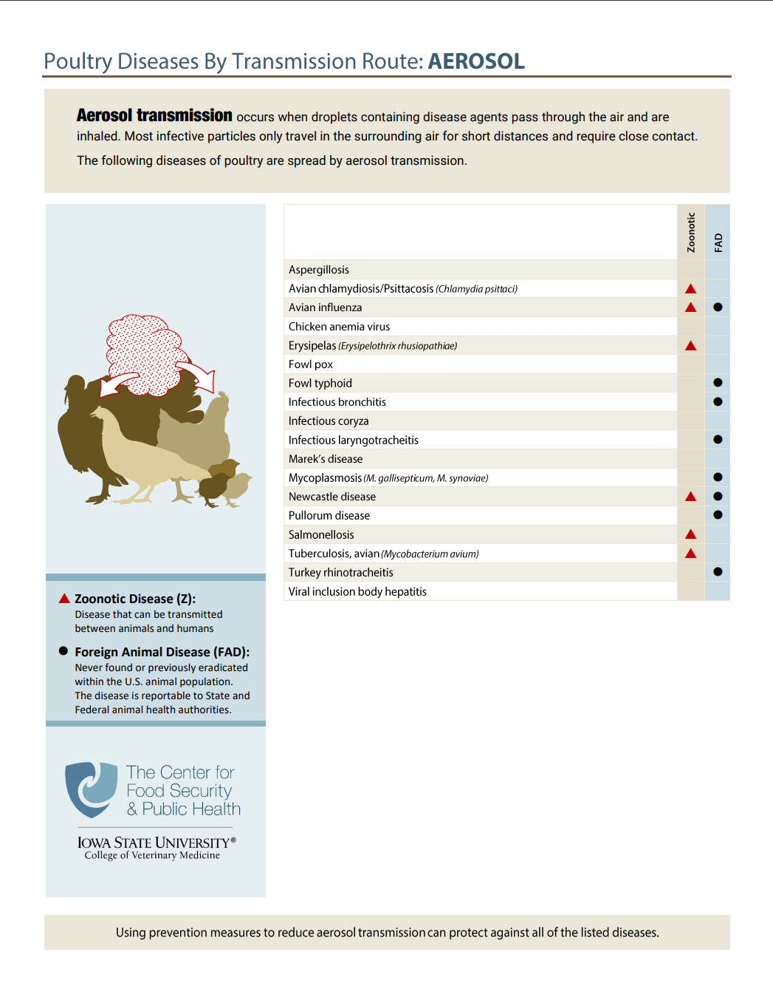 Poultry Diseases By Transmission Route: AEROSOL
Aerosol transmission occurs when droplets containing disease agents pass through the air and are
inhaled. Most infective particles only travel in the surrounding air for short distances and require close contact.
The following diseases of poultry are spread by aerosol transmission.
Zoonotic
FAD
Aspergillosis
Avian chlamydiosis/Psittacosis (Chlamydia psittaci)
Avian influenza
Chicken anemia virus
Erysipelas (Erysipelothrix rhusiopathiae)
Fowl pox
Fowl typhoid
Infectious bronchitis
Infectious coryza
Infectious laryngotracheitis
Marek's disease
Mycoplasmosis (M. gallisepticum, M. synoviae)
Newcastle disease
Pullorum disease
Salmonellosis
Tuberculosis, avian (Mycobacterium avium)
Turkey rhinotracheitis
Viral inclusion body hepatitis
Zoonotic Disease (Z):
Disease that can be transmitted
between animals and humans
Foreign Animal Disease (FAD):
Never found or previously eradicated
within the U.S. animal population.
The disease is reportable to State and
Federal animal health authorities.
The Center for
Food Security
& Public Health
IOWA STATE UNIVERSITY®
College of Veterinary Medicine
Using prevention measures to reduce aerosol transmission can protect against all of the listed diseases.